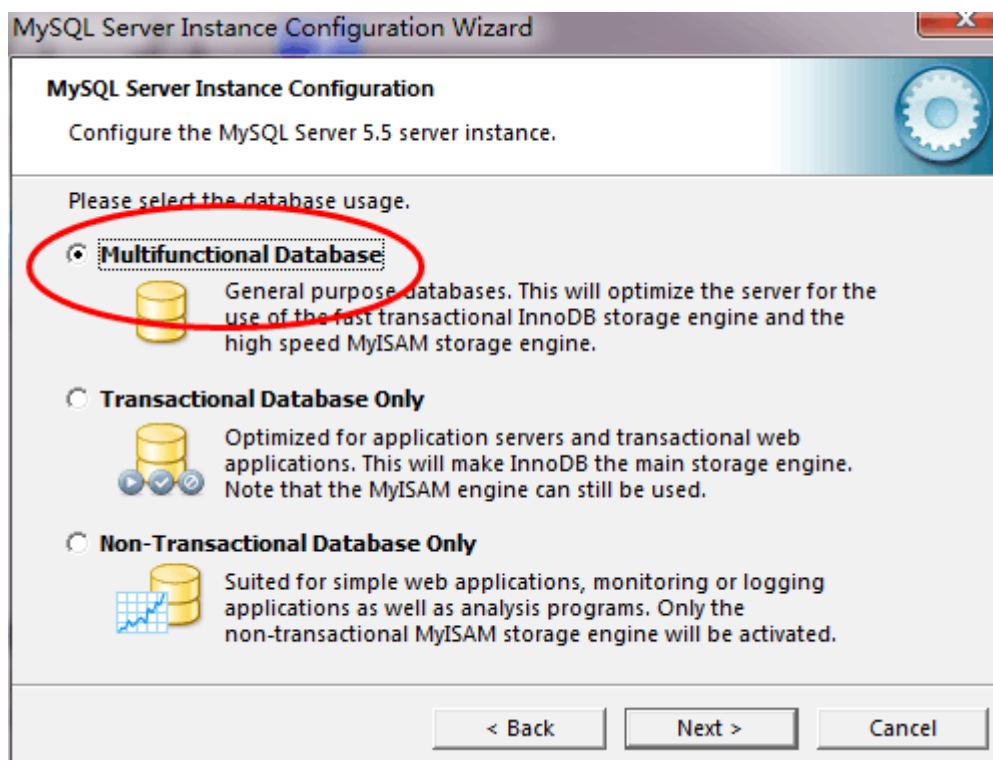 MySQL Server Instance Configuration Wizard
MySQL Server Instance Configuration
Configure the MySQL Server 5.5 server instance.
Please select the database usage.
Multifunctional Database
General purpose databases. This will optimize the server for the
use of the fast transactional InnoDB storage engine and the
high speed MyISAM storage engine.
Transactional Database Only
Optimized for application servers and transactional web
applications. This will make InnoDB the main storage engine.
Note that the MyISAM engine can still be used.
Non-Transactional Database Only
Suited for simple web applications, monitoring or logging
applications as well as analysis programs. Only the
non-transactional MyISAM storage engine will be activated.
< Back
Next >
Cancel